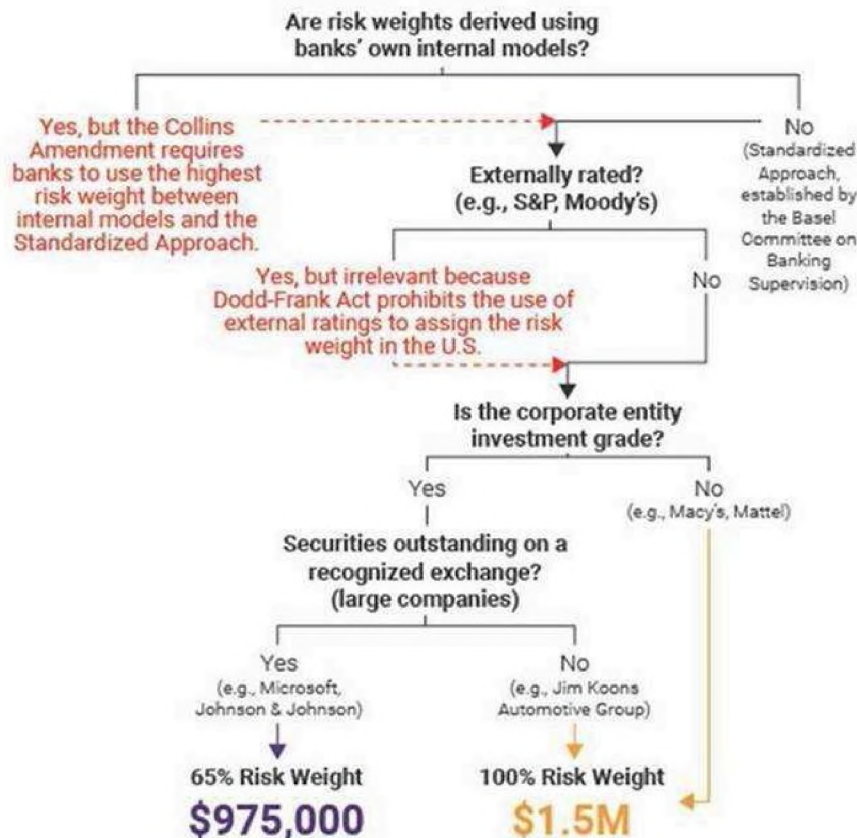 Are risk weights derived using
banks' own internal models?
Yes, but the Collins
Amendment requires
banks to use the highest
risk weight between
internal models and the
Standardized Approach.
No
(Standardized
Approach,
established by
the Basel
Committee on
Banking
Supervision)
Externally rated?
(e.g., S&P, Moody's)
Yes, but irrelevant because
Dodd-Frank Act prohibits the use of
external ratings to assign the risk
weight in the U.S.
No
Is the corporate entity
investment grade?
Yes
No
(e.g., Macy's, Mattel)
Securities outstanding on a
recognized exchange?
(large companies)
Yes
(e.g., Microsoft,
Johnson & Johnson)
No
(e.g., Jim Koons
Automotive Group)
65% Risk Weight
$975,000
100% Risk Weight
$1.5M